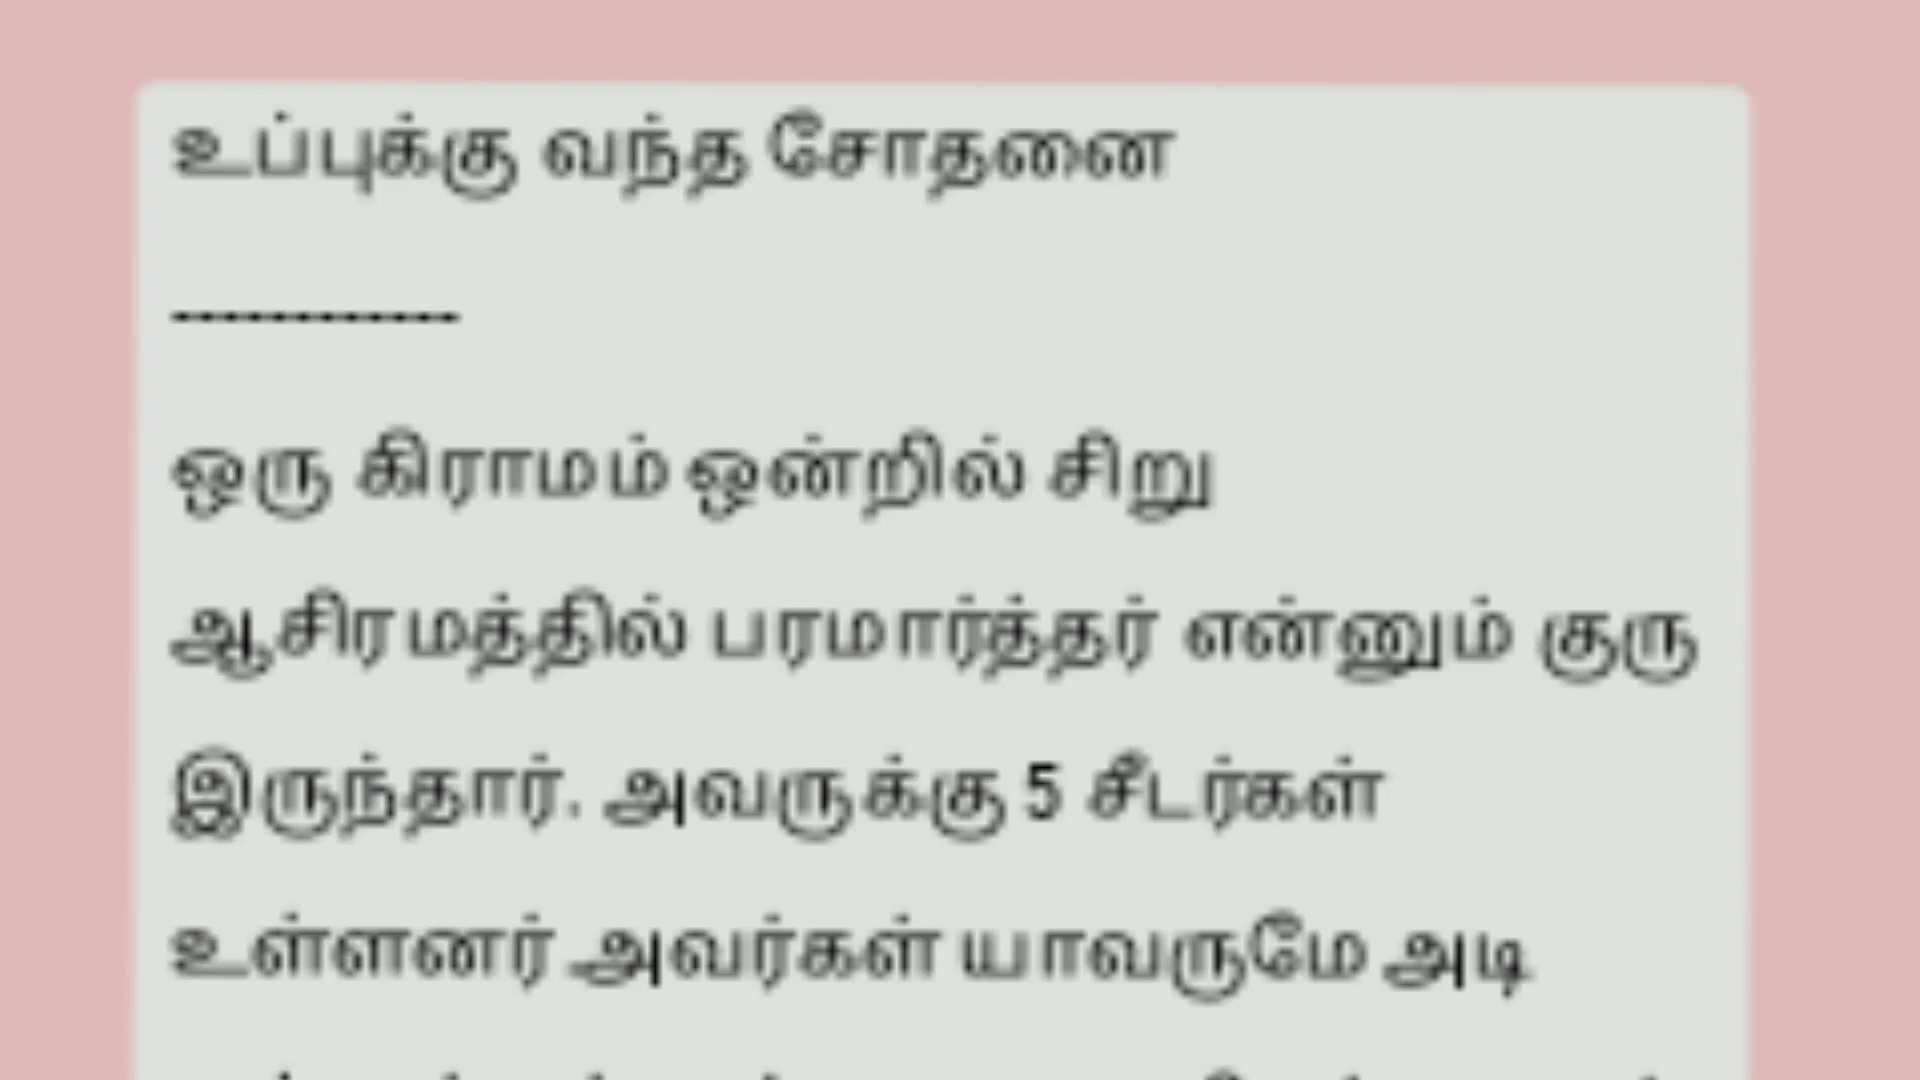 உப்புக்கு வந்த சோதனை
------------
ஒரு கிராமம் ஒன்றில் சிறு
ஆசிரமத்தில் பரமார்த்தர் என்னும் குரு
இருந்தார். அவருக்கு 5 சீடர்கள்
உள்ளனர் அவர்கள் யாவருமே அடி